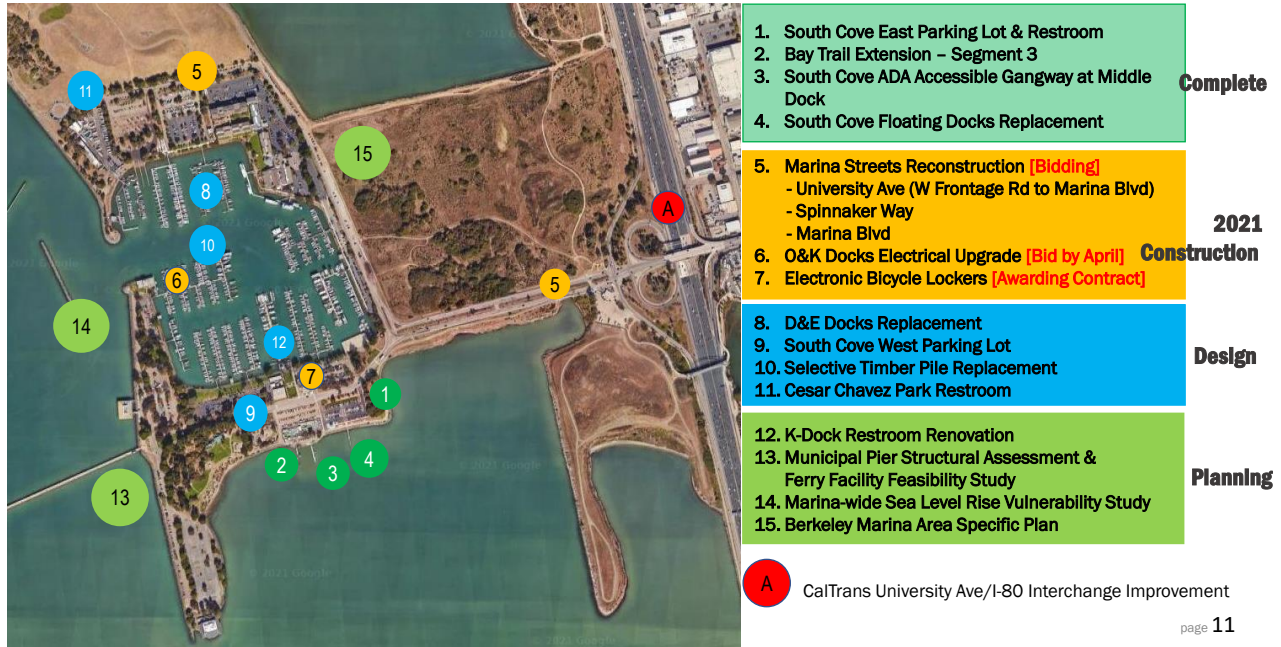 1. South Cove East Parking Lot & Restroom
2. Bay Trail Extension – Segment 3
3. South Cove ADA Accessible Gangway at Middle
Dock
4. South Cove Floating Docks Replacement
Complete
5. Marina Streets Reconstruction [Bidding]
- University Ave (W Frontage Rd to Marina Blvd)
- Spinnaker Way
- Marina Blvd
6. O&K Docks Electrical Upgrade [Bid by April]
7. Electronic Bicycle Lockers [Awarding Contract]
2021
Construction
8. D&E Docks Replacement
9. South Cove West Parking Lot
10. Selective Timber Pile Replacement
11. Cesar Chavez Park Restroom
Design
12. K-Dock Restroom Renovation
13. Municipal Pier Structural Assessment &
Ferry Facility Feasibility Study
14. Marina-wide Sea Level Rise Vulnerability Study
15. Berkeley Marina Area Specific Plan
Planning
A CalTrans University Ave/I-80 Interchange Improvement
page 11
5
11
15
8
A
10
6
5
14
12
7
1
9
4
2
3
13
© 2021 Google
© 2021 Google